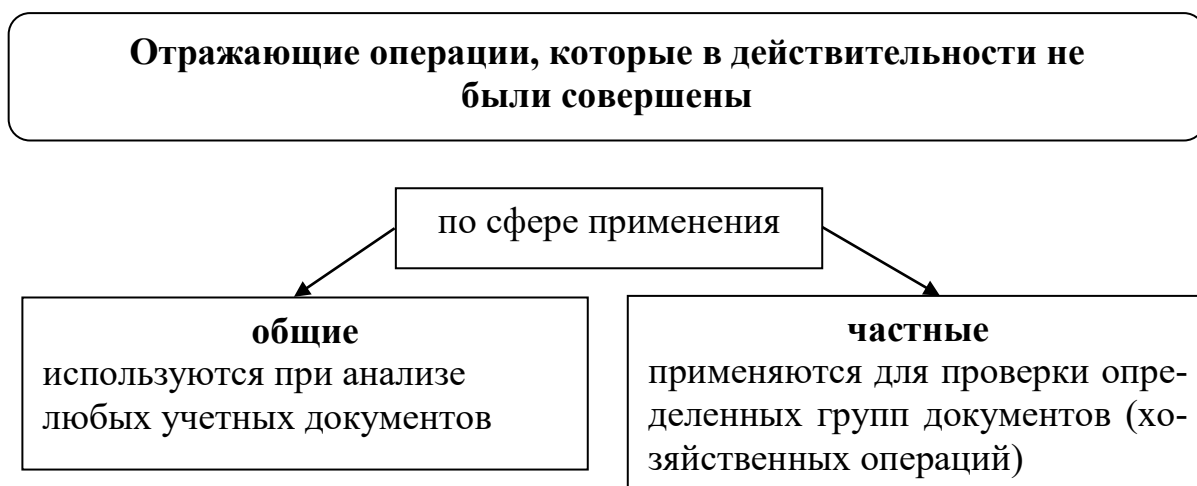 Отражающие операции, которые в действительности не
были совершены
по сфере применения
общие
используются при анализе
любых учетных документов
частные
применяются для проверки опре-
деленных групп документов (хо-
зяйственных операций)